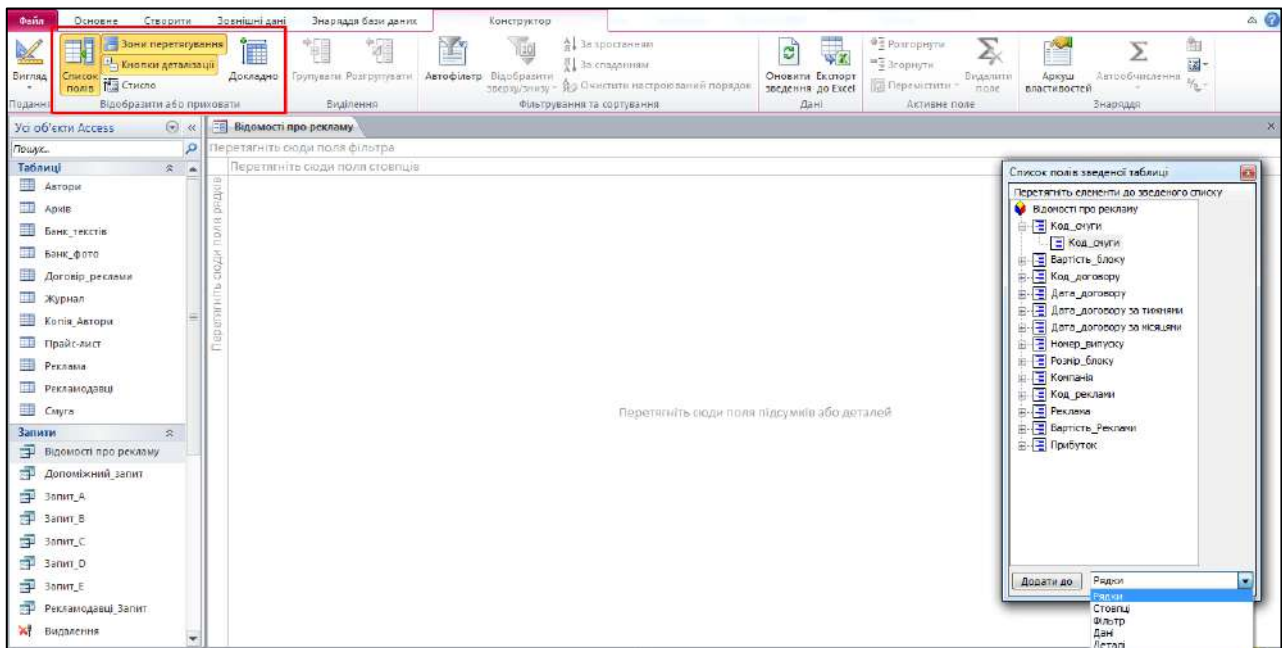 Файл Основне Створити Зовнішні дані Знаряддя бази даних Конструктор
Вигляд
Список полів
Зони перетягування
Кнопки деталізації
Стисло
Докладно
Групувати Розгрупувати
Автофільтр
Відобразити зверху/знизу
За зростанням
За спаданням
Очистити настроюваний порядок
Оновити зведення
Експорт до Excel
Розгорнути
Згорнути
Перемістити
Видалити поле
Аркуш властивостей
Автообчислення
Подання Відобразити або приховати Виділення Фільтрування та сортування Дані Активне поле Знаряддя
Усі об'єкти Access
Пошук...
Таблиці
Автори
Архів
Банк_текстів
Банк_фото
Договір_реклами
Журнал
Копія_Автори
Прайс-лист
Реклама
Рекламодавці
Смуга
Запити
Відомості про рекламу
Допоміжний_запит
Запит_A
Запит_B
Запит_C
Запит_D
Запит_E
Рекламодавці_Запит
Видалення
Відомості про рекламу
Перетягніть сюди поля фільтра
Перетягніть сюди поля стовпців
Перетягніть сюди поля рядків
Перетягніть сюди поля підсумків або деталей
Список полів зведеної таблиці
Перетягніть елементи до зведеного списку
Відомості про рекламу
Код_смуги
Код_смуги
Вартість_блоку
Код_договору
Дата_договору
Дата_договору за тижнями
Дата_договору за місяцями
Номер_випуску
Розмір_блоку
Компанія
Код_реклами
Реклама
Вартість_Реклами
Прибуток
Додати до Рядки
Рядки
Стовпці
Фільтр
Дані
Деталі